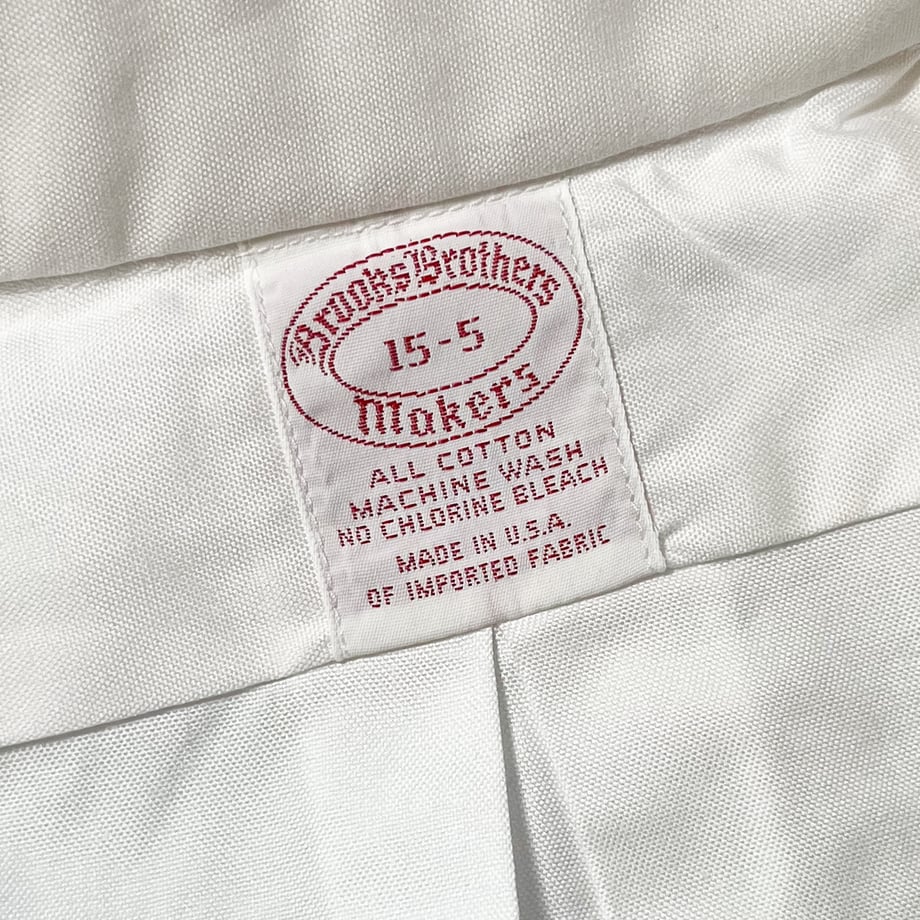 Brooks Brothers
15-5
Makers
ALL COTTON
MACHINE WASH
NO CHLORINE BLEACH
MADE IN U.S.A.
OF IMPORTED FABRIC